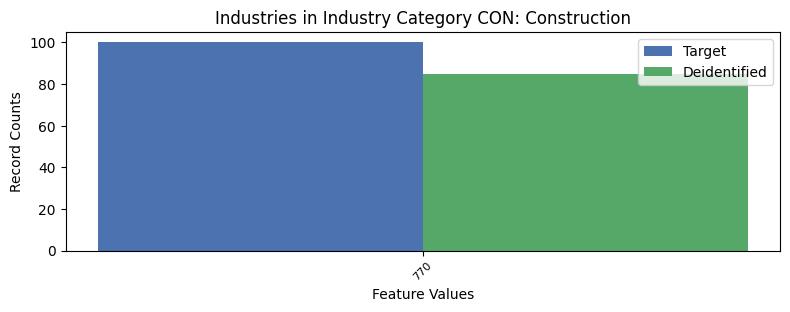 Industries in Industry Category CON: Construction
Record Counts
100
80
60
40
20
0
Target
Deidentified
770
Feature Values